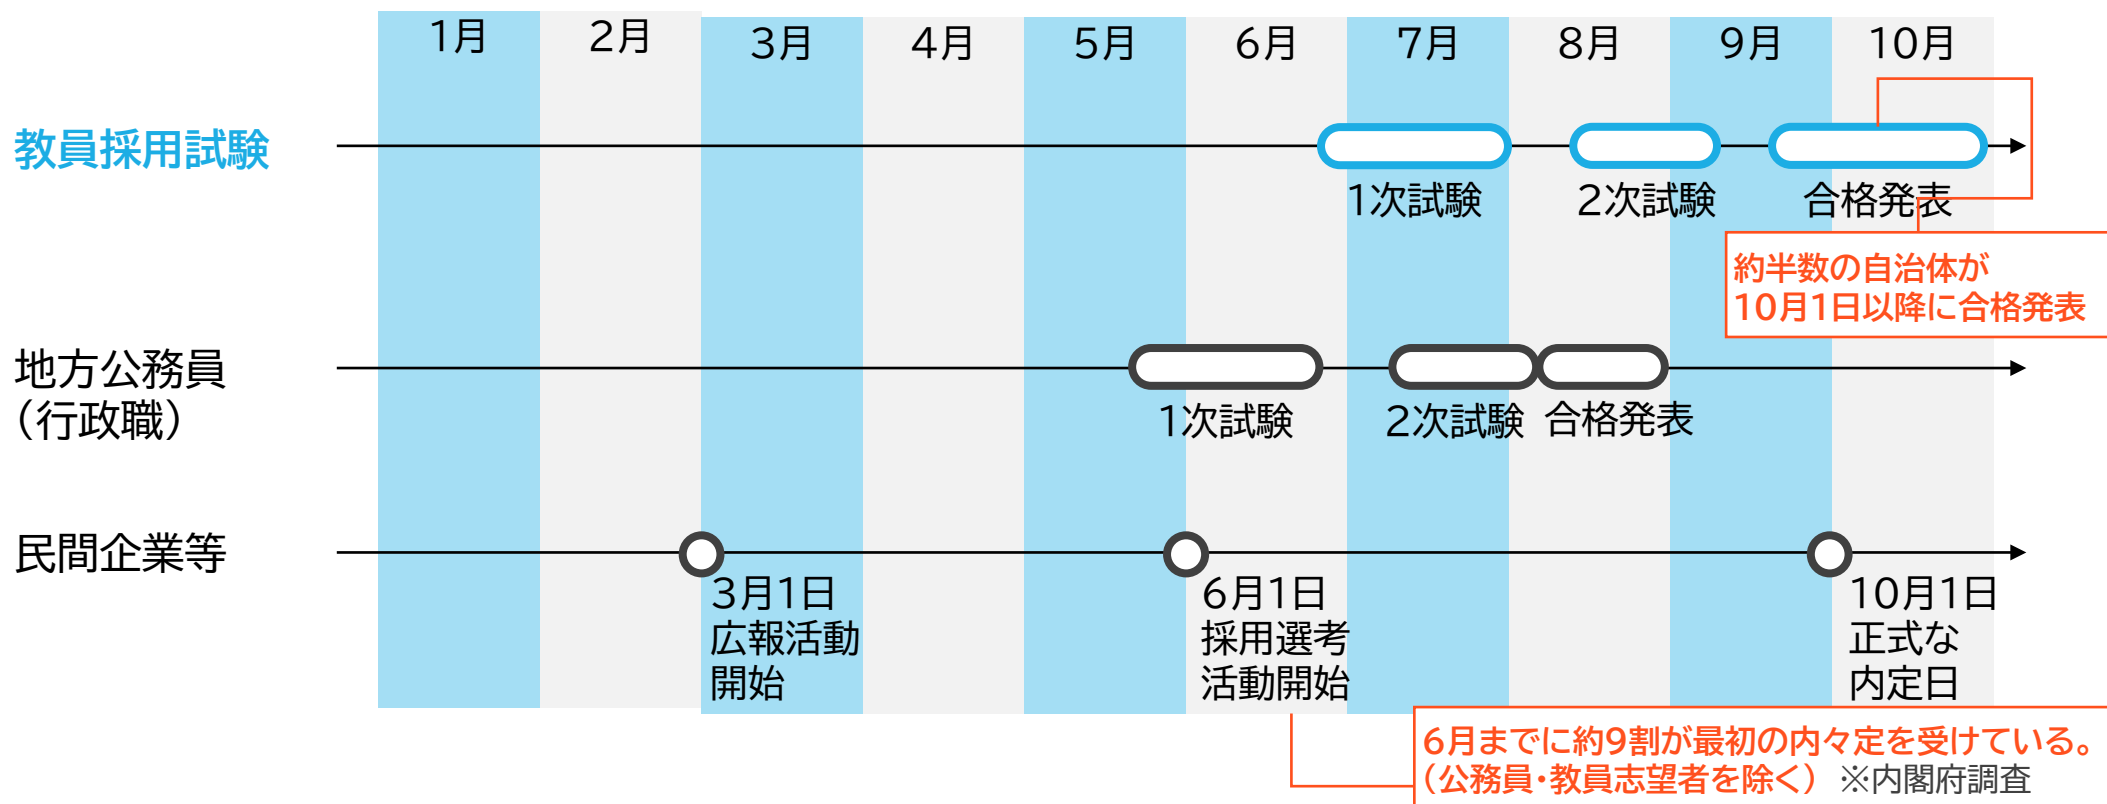 1月 2月 3月 4月 5月 6月 7月 8月 9月 10月
教員採用試験
1次試験 2次試験 合格発表
約半数の自治体が
10月1日以降に合格発表
地方公務員
（行政職）
1次試験 2次試験 合格発表
民間企業等
3月1日
広報活動
開始
6月1日
採用選考
活動開始
10月1日
正式な
内定日
6月までに約9割が最初の内々定を受けている。
（公務員・教員志望者を除く） ※内閣府調査